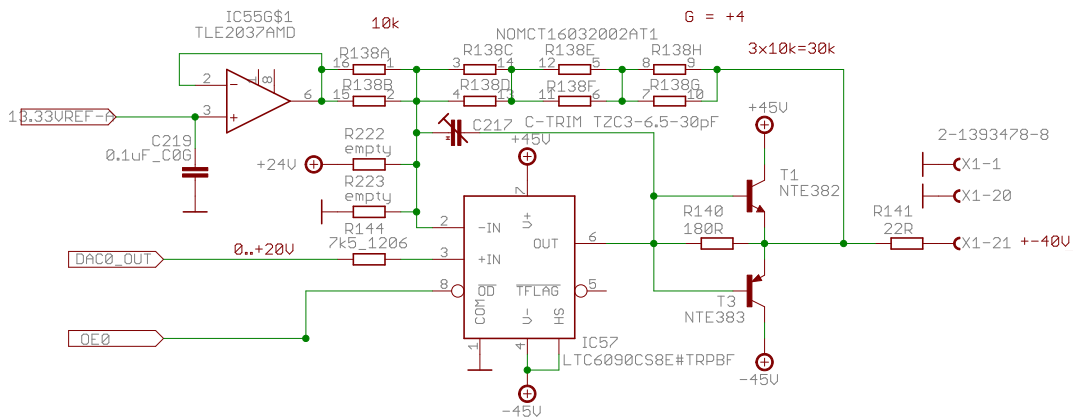 IC55G$1
TLE2037AMD
10k
G = +4
NOMCT16032002AT1
3x10k=30k
R138A
16 1
R138C
3 14
R138E
12 5
R138H
8 9
R138B
15 2
R138D
4 13
R138F
11 6
R138G
7 10
2
3
6
8
-
+
13.33VREF-A
C219
0.1uF_C0G
C217
C-TRIM TZC3-6.5-30pF
+45V
+45V
R222
empty
+24V
R223
empty
R144
7k5_1206
DAC0_OUT
0..+20V
OE0
2
3
8
7
6
5
1
4
-IN
+IN
OD
COM
V+
OUT
TFLAG
V-
HS
IC57
LTC6090CS8E#TRPBF
-45V
T1
NTE382
R140
180R
T3
NTE383
-45V
R141
22R
2-1393478-8
X1-1
X1-20
X1-21
+-40V